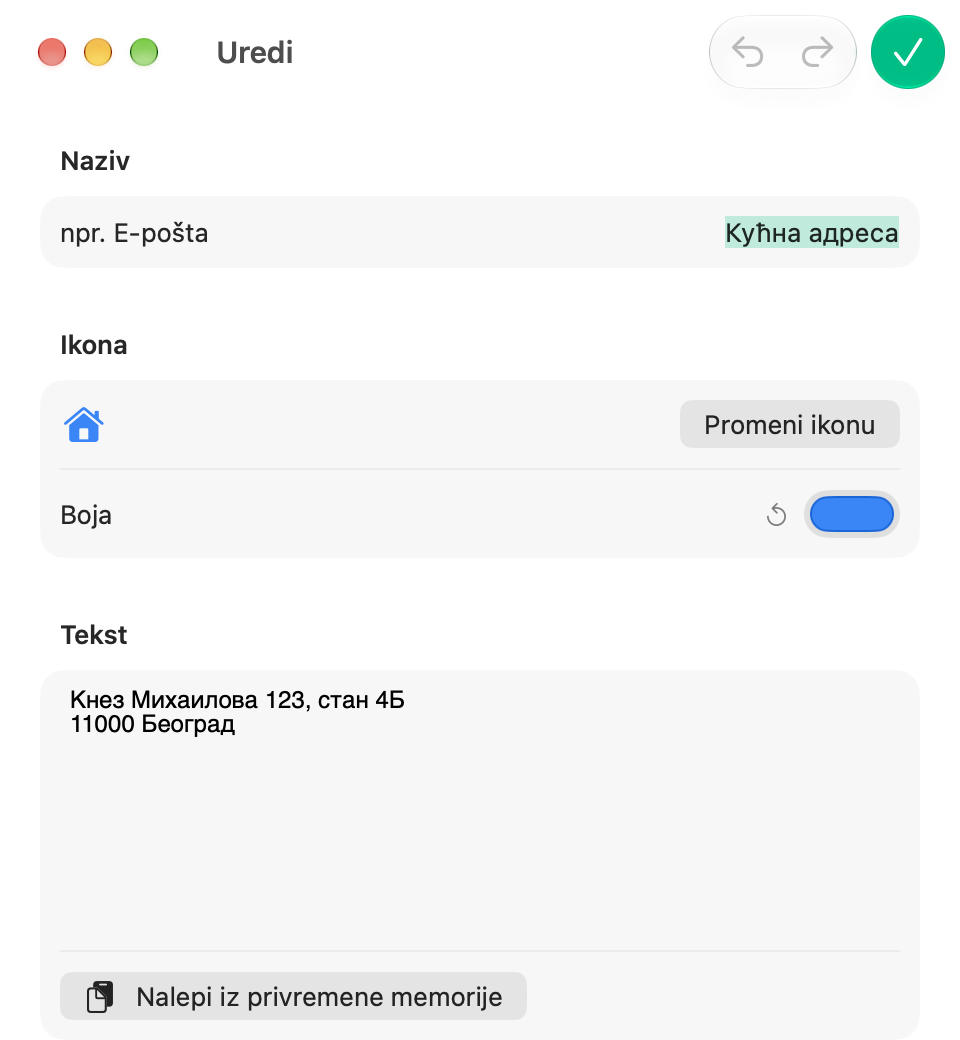 Uredi
Naziv
npr. E-pošta Кућна адреса
Ikona
Promeni ikonu
Boja
Tekst
Кнез Михаилова 123, стан 4Б
11000 Београд
Nalepi iz privremene memorije